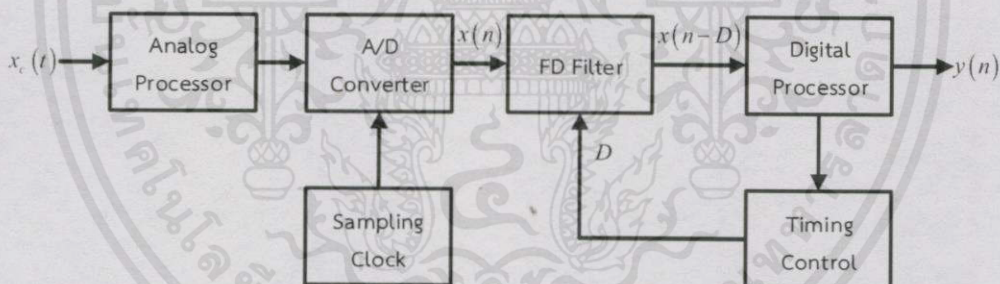 x_c(t)
Analog
Processor
A/D
Converter
x(n)
FD Filter
x(n-D)
Digital
Processor
y(n)
D
Sampling
Clock
Timing
Control